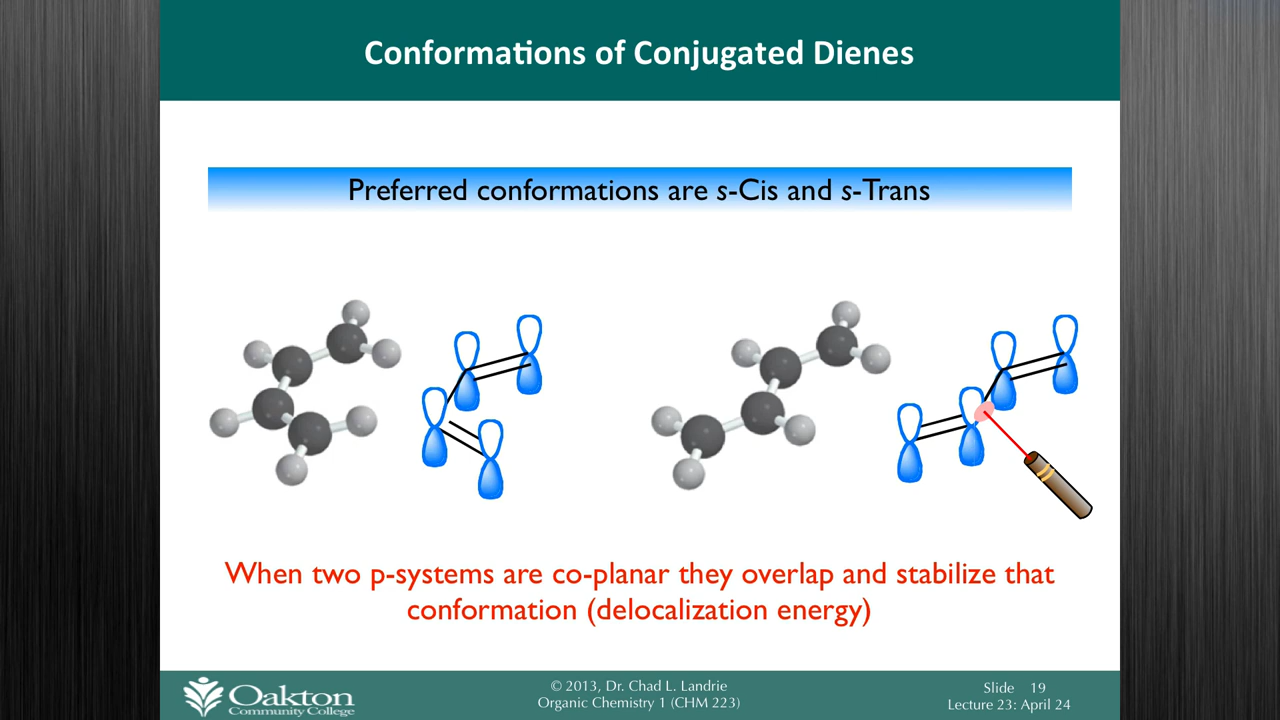 Conformations of Conjugated Dienes
Preferred conformations are s-Cis and s-Trans
When two p-systems are co-planar they overlap and stabilize that
conformation (delocalization energy)
Oakton
Community College
© 2013, Dr. Chad L. Landrie
Organic Chemistry 1 (CHM 223)
Slide 19
Lecture 23: April 24